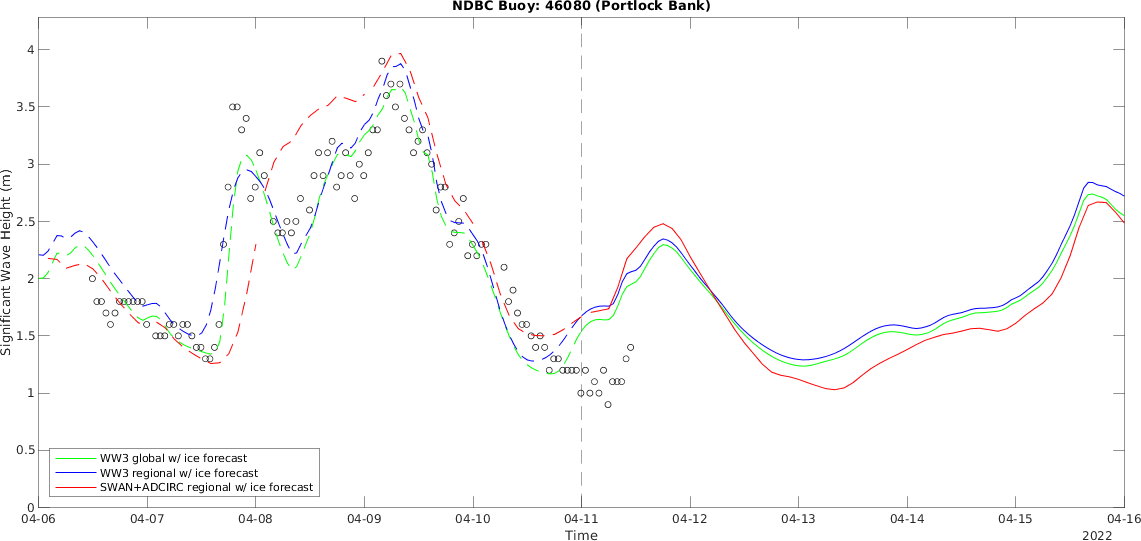 NDBC Buoy: 46080 (Portlock Bank)
4
3.5
3
2.5
2
1.5
1
0.5
0
Significant Wave Height (m)
WW3 global w/ ice forecast
WW3 regional w/ ice forecast
SWAN+ADCIRC regional w/ ice forecast
04-06 04-07 04-08 04-09 04-10 04-11 04-12 04-13 04-14 04-15 04-16
Time
2022